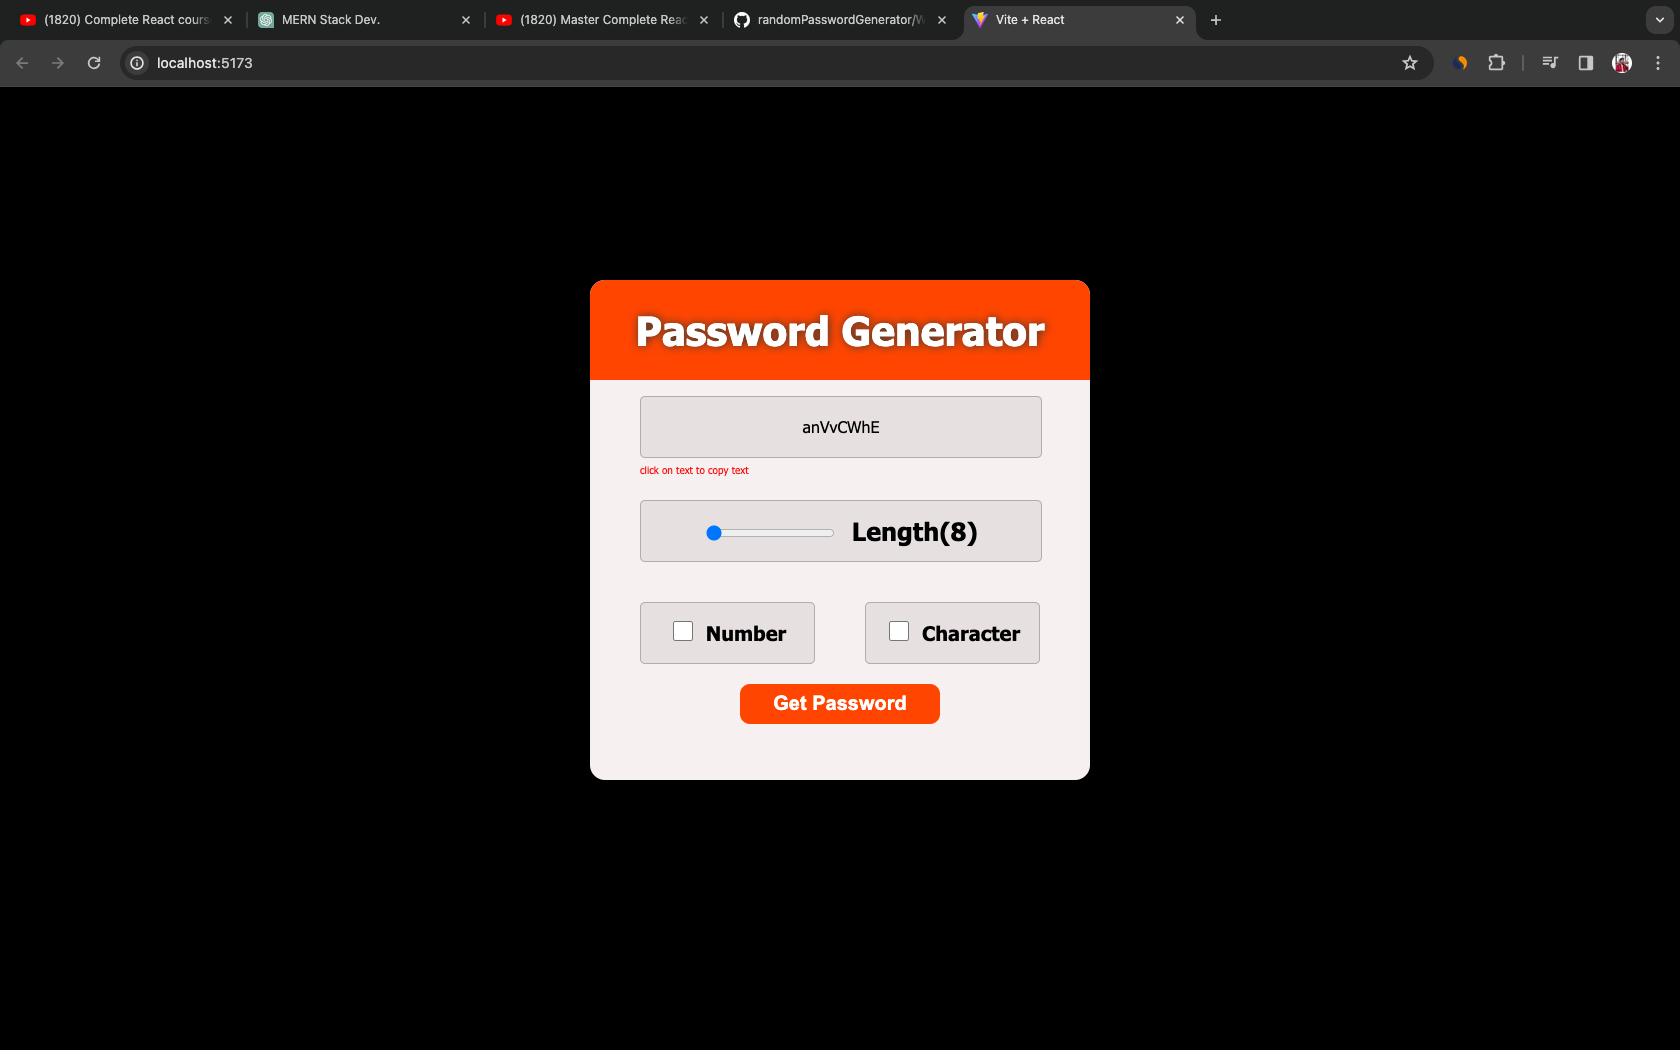 (1820) Complete React cours
MERN Stack Dev.
(1820) Master Complete Reac
randomPasswordGenerator/W
Vite + React
localhost:5173
Password Generator
anVvCWhE
click on text to copy text
Length(8)
Number
Character
Get Password